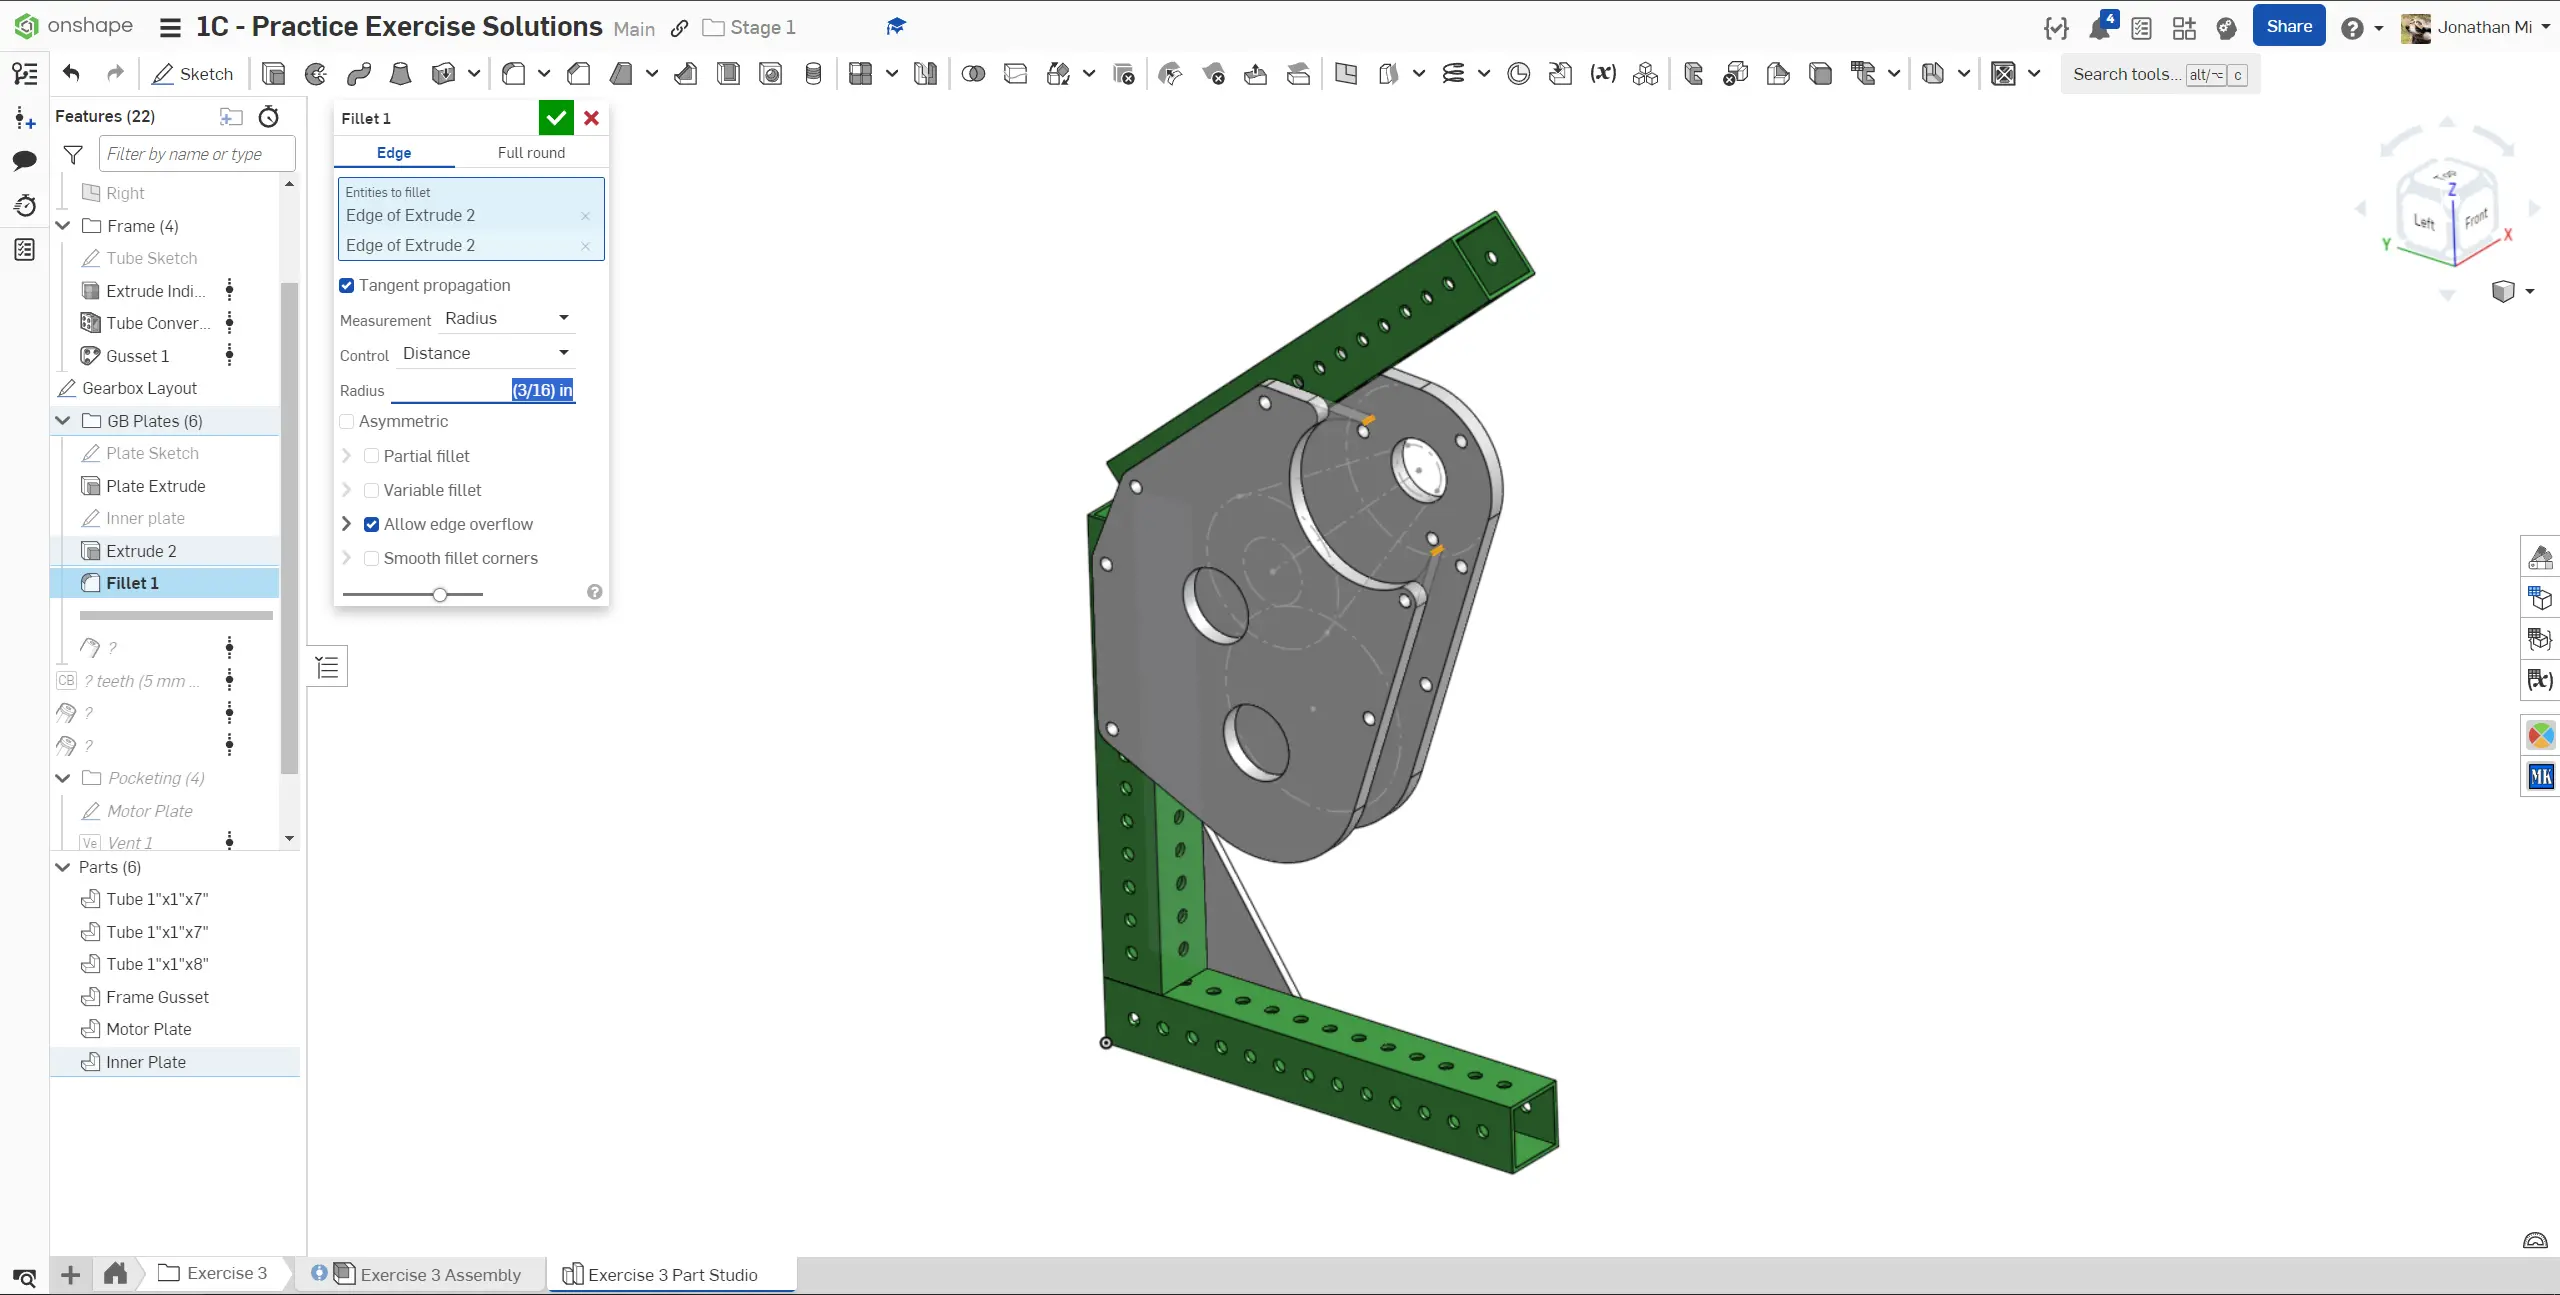 onshape
1C - Practice Exercise Solutions Main Stage 1
4
Share
Jonathan Mi
Sketch
(x)
Search tools... alt/⌥ c
Features (22)
Filter by name or type
Right
Frame (4)
Tube Sketch
Extrude Indi...
Tube Conver...
Gusset 1
Gearbox Layout
GB Plates (6)
Plate Sketch
Plate Extrude
Inner plate
Extrude 2
Fillet 1
?
CB ? teeth (5 mm ...
?
?
Pocketing (4)
Motor Plate
Ve Vent 1
Parts (6)
Tube 1"x1"x7"
Tube 1"x1"x7"
Tube 1"x1"x8"
Frame Gusset
Motor Plate
Inner Plate
Fillet 1
Edge Full round
Entities to fillet
Edge of Extrude 2
Edge of Extrude 2
Tangent propagation
Measurement Radius
Control Distance
Radius (3/16) in
Asymmetric
Partial fillet
Variable fillet
Allow edge overflow
Smooth fillet corners
?
Top
Z
Left Front
Y X
(x)
MK
Exercise 3
Exercise 3 Assembly
Exercise 3 Part Studio